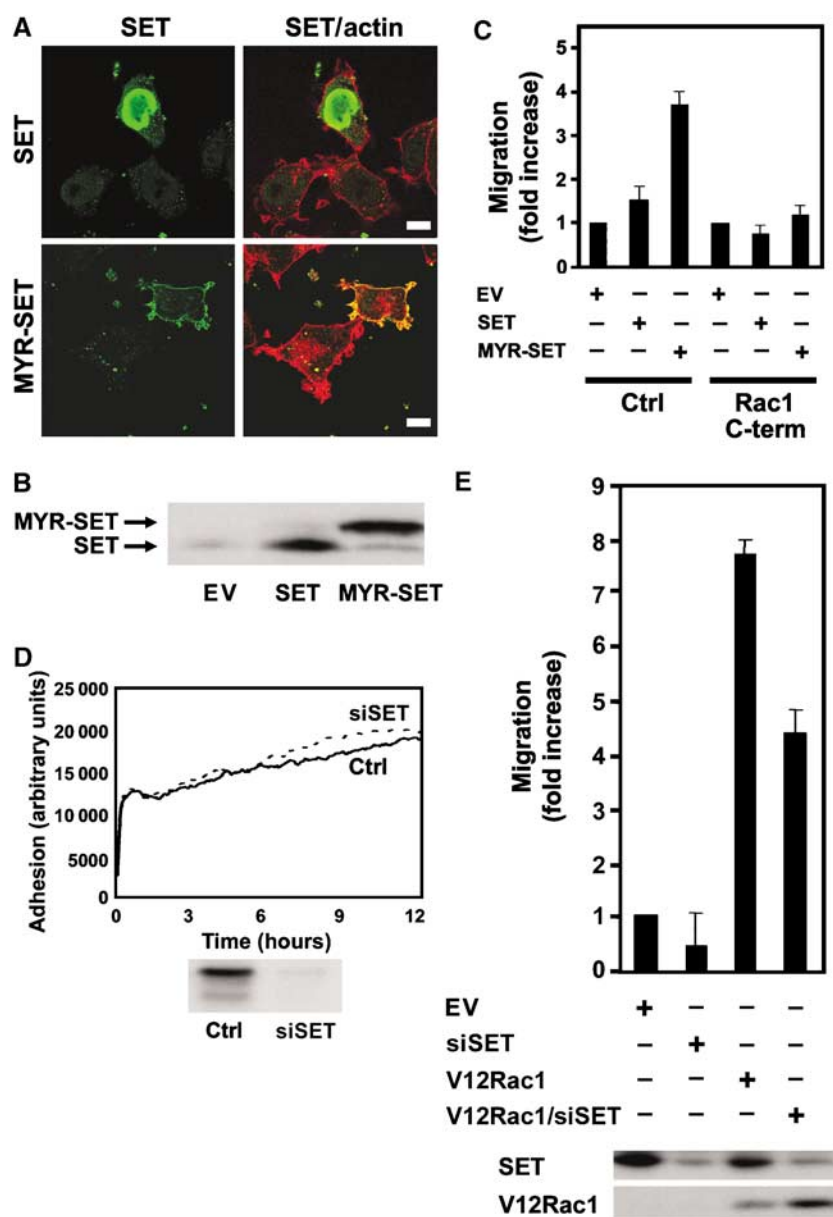 A
SET
SET/actin
SET
MYR-SET
B
MYR-SET
SET
EV SET MYR-SET
C
Migration
(fold increase)
5
4
3
2
1
0
EV + – – + – –
SET – + – – + –
MYR-SET – – + – – +
Ctrl
Rac1
C-term
D
Adhesion (arbitrary units)
25 000
20 000
15 000
10 000
5000
0
siSET
Ctrl
0 3 6 9 12
Time (hours)
Ctrl siSET
E
Migration
(fold increase)
9
8
7
6
5
4
3
2
1
0
EV + – – –
siSET – + – –
V12Rac1 – – + –
V12Rac1/siSET – – – +
SET
V12Rac1